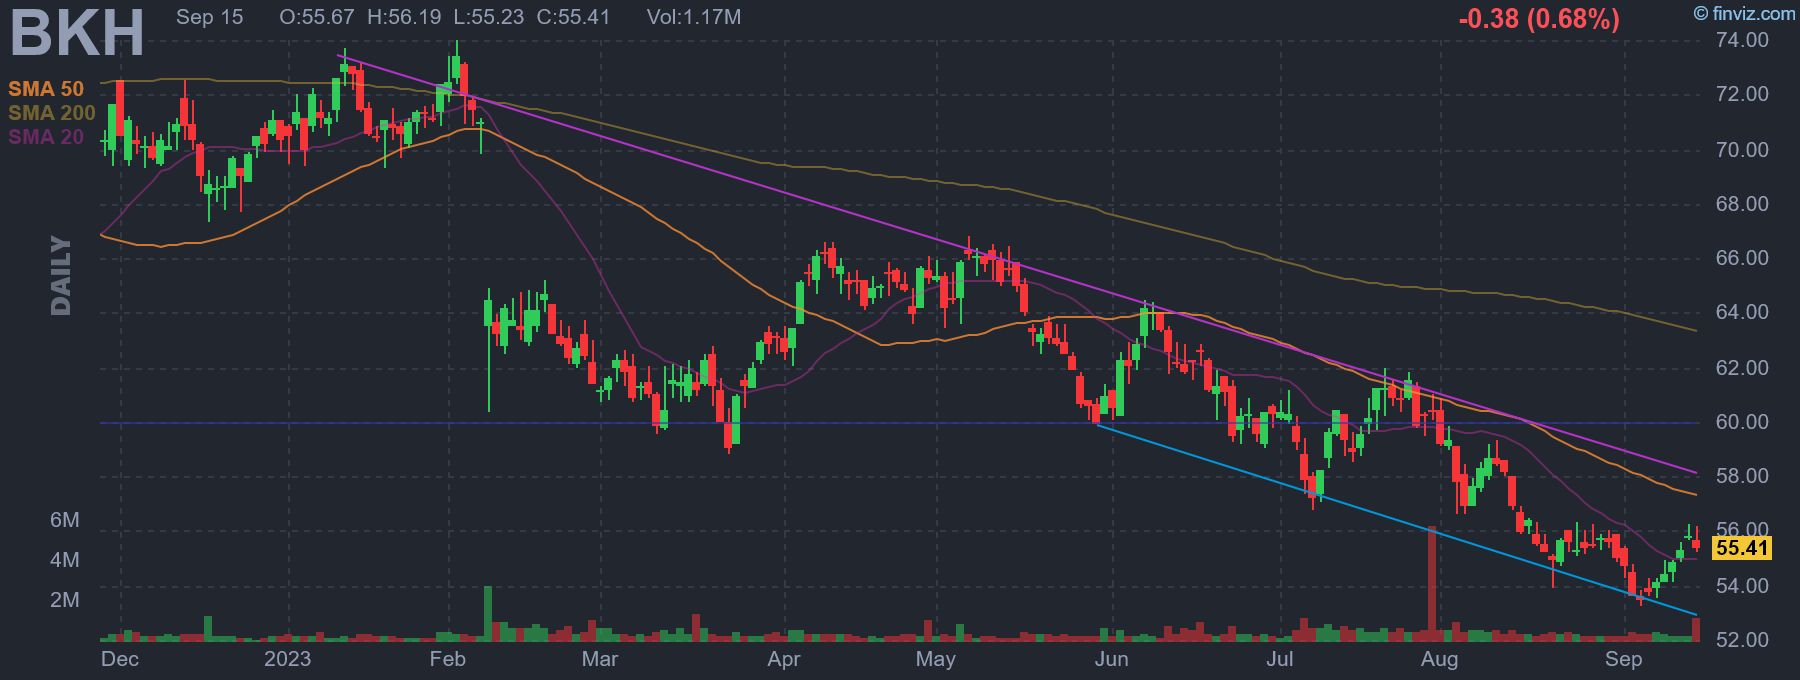 BKH Sep 15 O:55.67 H:56.19 L:55.23 C:55.41 Vol:1.17M -0.38 (0.68%) © finviz.com
SMA 50
SMA 200
SMA 20
DAILY
74.00
72.00
70.00
68.00
66.00
64.00
62.00
60.00
58.00
56.00
55.41
54.00
52.00
6M
4M
2M
Dec 2023 Feb Mar Apr May Jun Jul Aug Sep